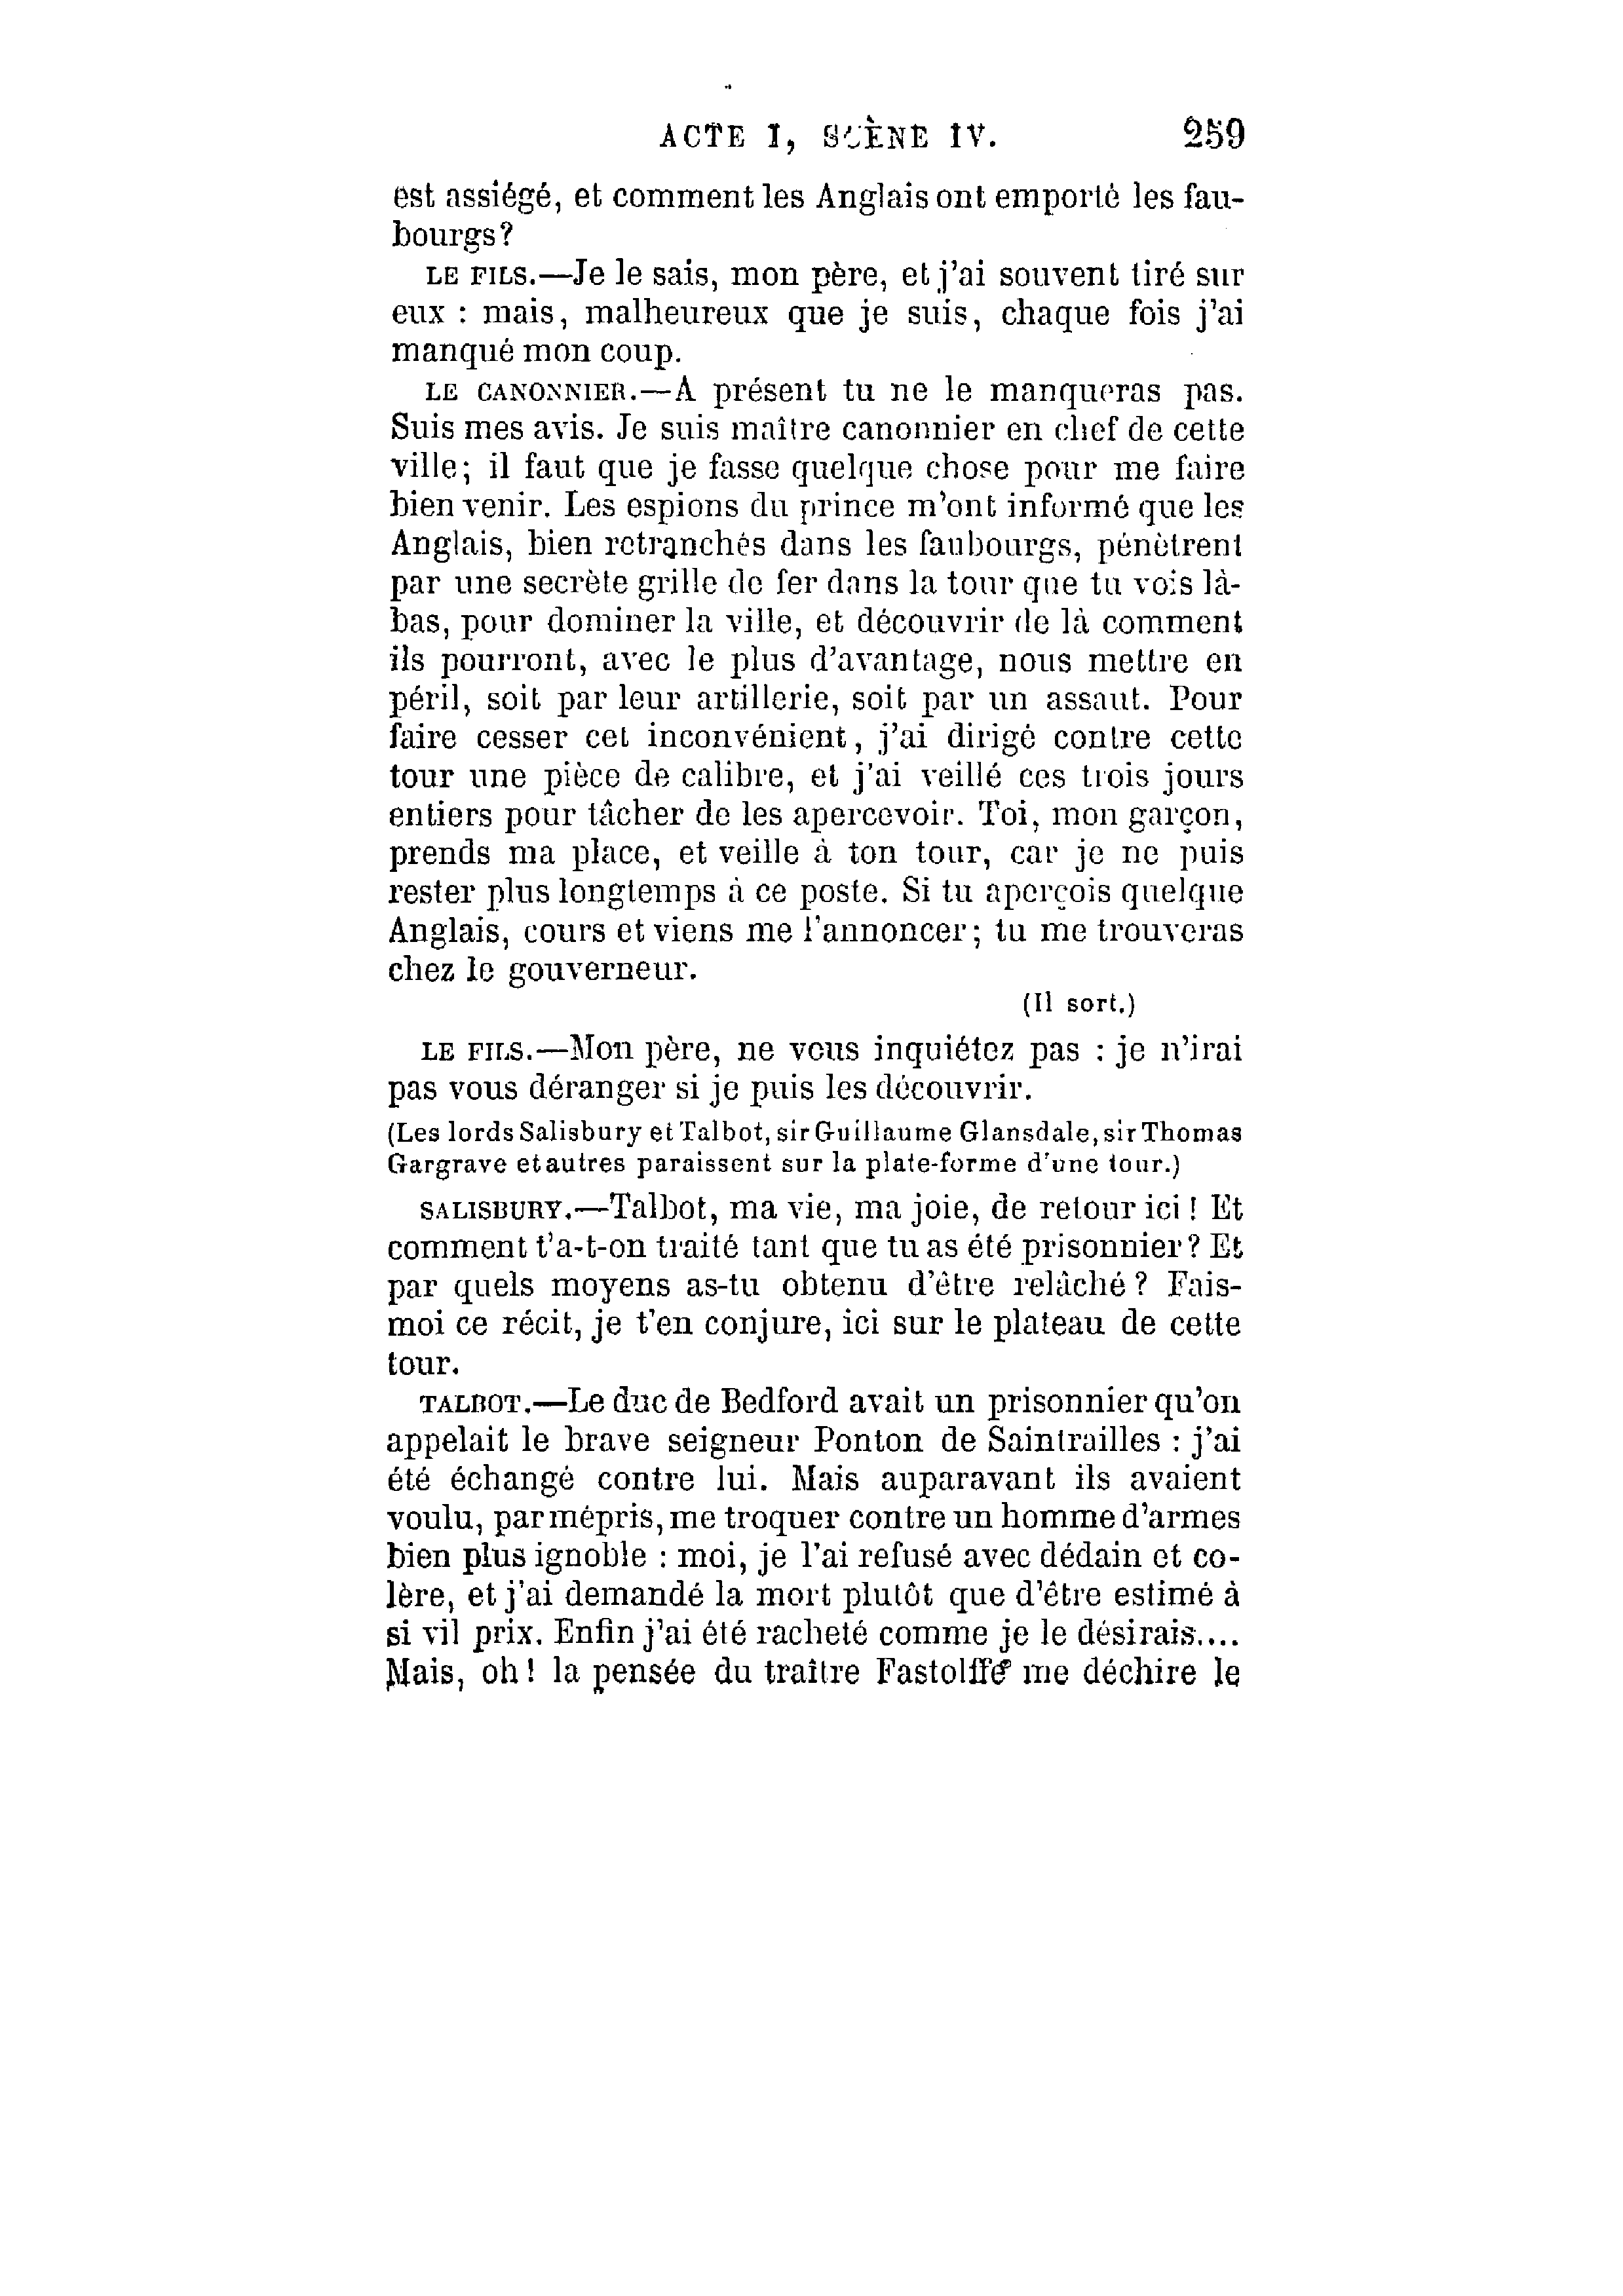 ACTE I, SCÈNE IV. 259
est assiégé, et comment les Anglais ont emporté les fau-
bourgs?
LE FILS.—Je le sais, mon père, et j'ai souvent tiré sur
eux : mais, malheureux que je suis, chaque fois j'ai
manqué mon coup.
LE CANONNIER.—A présent tu ne le manqueras pas.
Suis mes avis. Je suis maître canonnier en chef de cette
ville; il faut que je fasse quelque chose pour me faire
bien venir. Les espions du prince m'ont informé que les
Anglais, bien retranchés dans les faubourgs, pénètrent
par une secrète grille de fer dans la tour que tu vois là-
bas, pour dominer la ville, et découvrir de là comment
ils pourront, avec le plus d'avantage, nous mettre en
péril, soit par leur artillerie, soit par un assaut. Pour
faire cesser cet inconvénient, j'ai dirigé contre cette
tour une pièce de calibre, et j'ai veillé ces trois jours
entiers pour tâcher de les apercevoir. Toi, mon garçon,
prends ma place, et veille à ton tour, car je ne puis
rester plus longtemps à ce poste. Si tu aperçois quelque
Anglais, cours et viens me l'annoncer; tu me trouveras
chez le gouverneur.
(Il sort.)
LE FILS.—Mon père, ne vous inquiétez pas : je n'irai
pas vous déranger si je puis les découvrir.
(Les lords Salisbury et Talbot, sir Guillaume Glansdale, sir Thomas
Gargrave et autres paraissent sur la plate-forme d'une tour.)
SALISBURY.—Talbot, ma vie, ma joie, de retour ici ! Et
comment t'a-t-on traité tant que tu as été prisonnier? Et
par quels moyens as-tu obtenu d'être relâché ? Fais-
moi ce récit, je t'en conjure, ici sur le plateau de cette
tour.
TALBOT.—Le duc de Bedford avait un prisonnier qu'on
appelait le brave seigneur Ponton de Saintrailles : j'ai
été échangé contre lui. Mais auparavant ils avaient
voulu, par mépris, me troquer contre un homme d'armes
bien plus ignoble : moi, je l'ai refusé avec dédain et co-
lère, et j'ai demandé la mort plutôt que d'être estimé à
si vil prix. Enfin j'ai été racheté comme je le désirais....
Mais, oh! la pensée du traître Fastolffe me déchire le